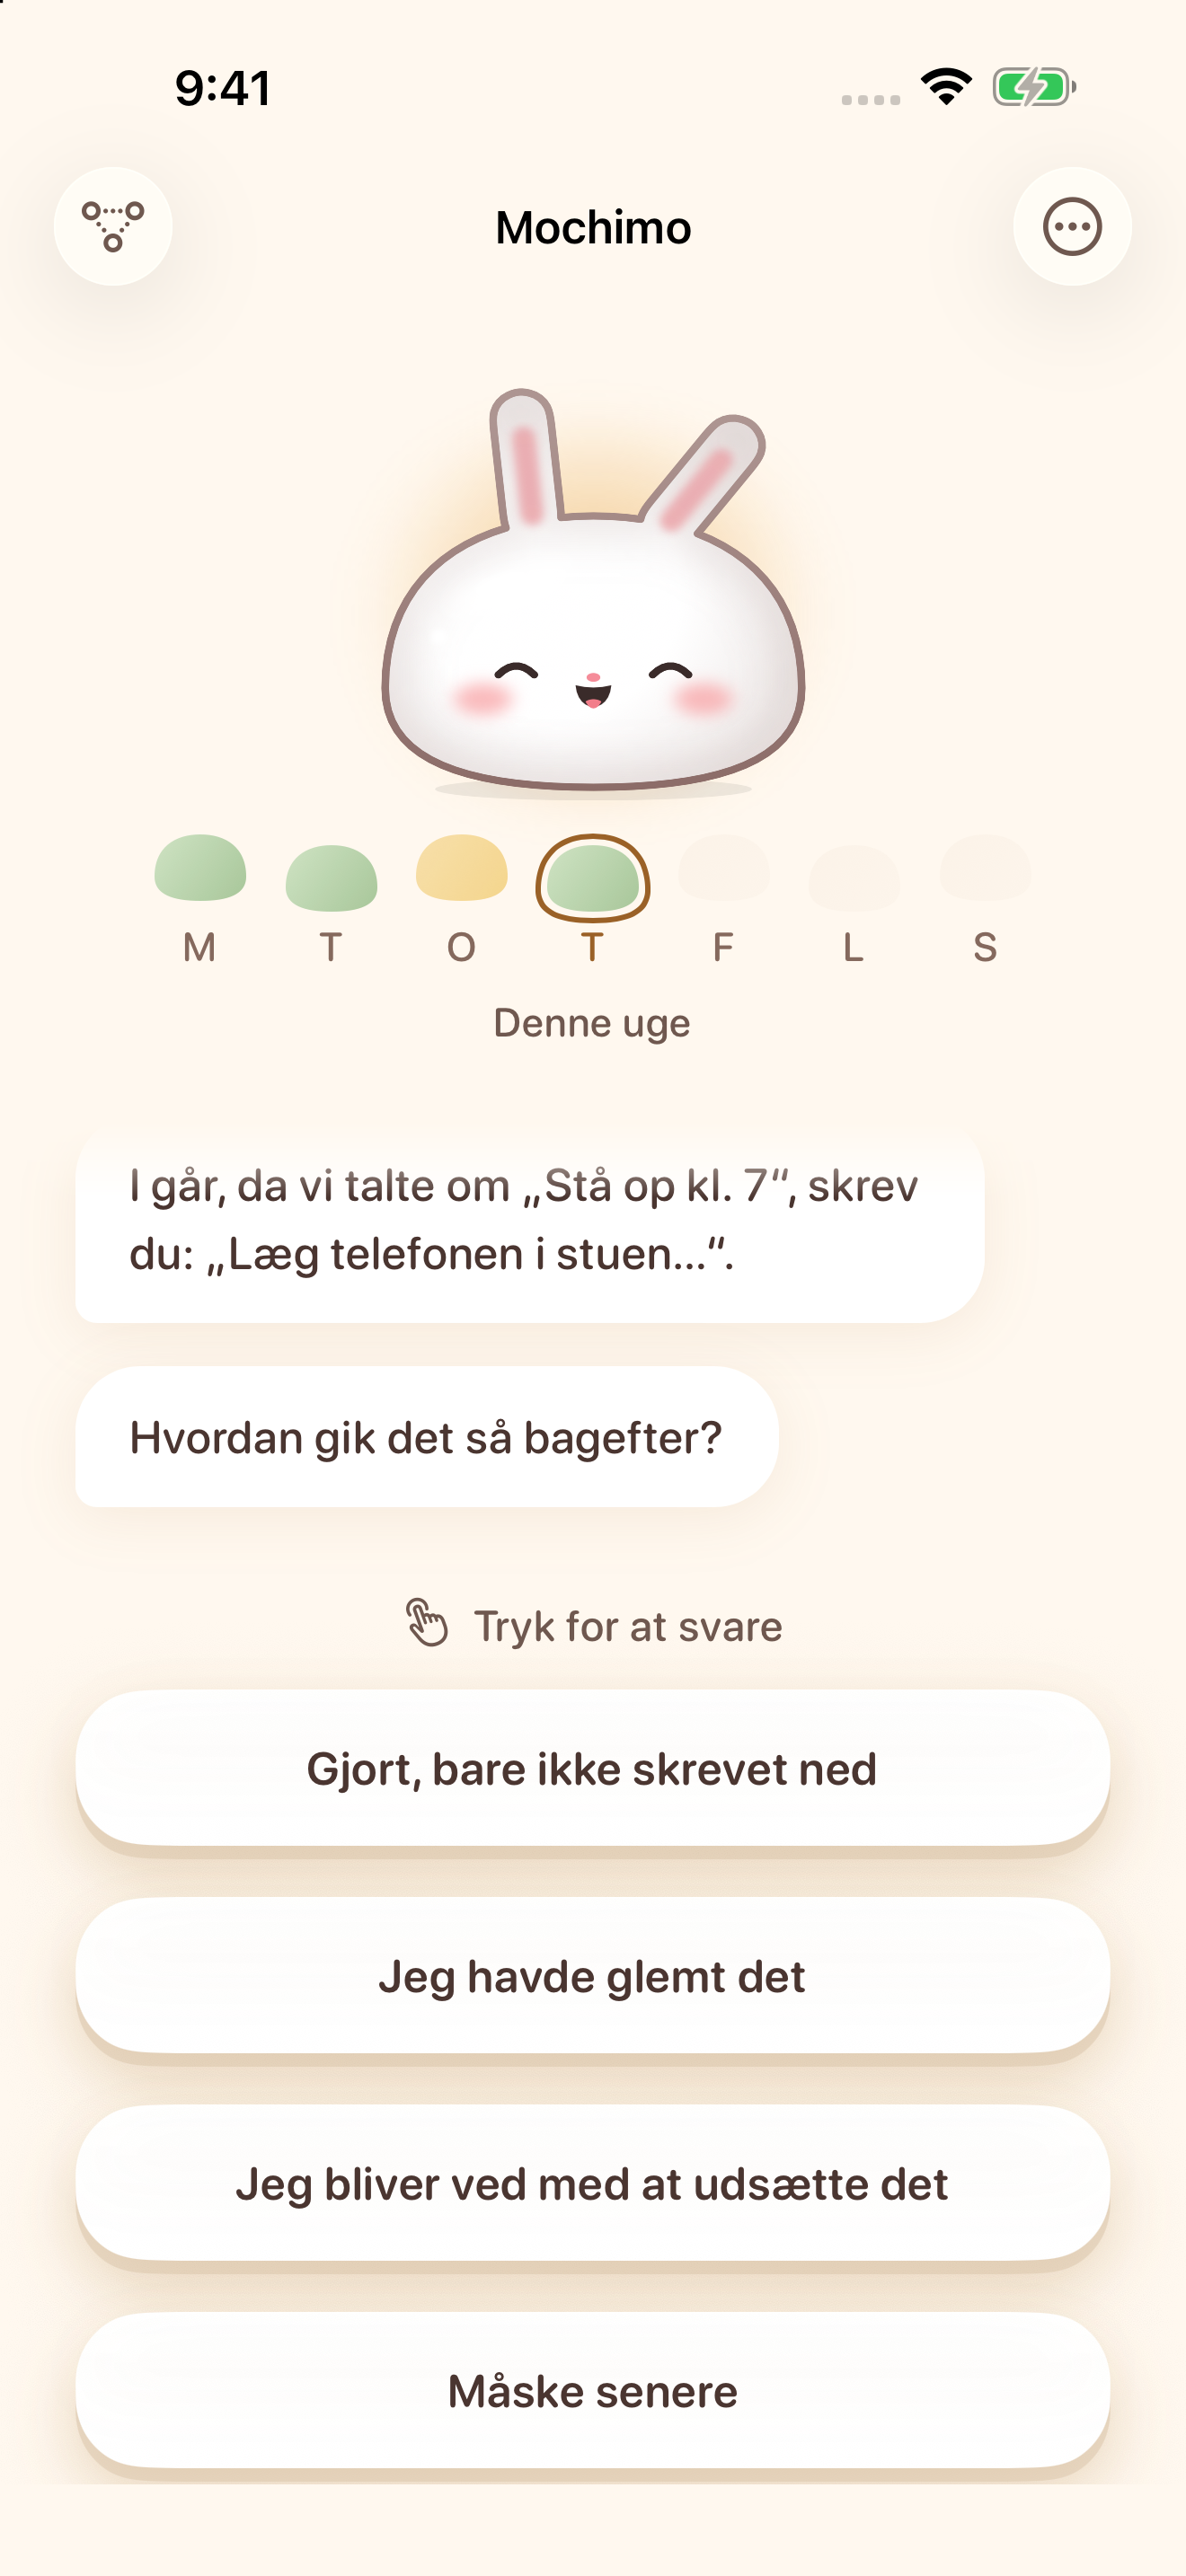 9:41
Mochimo
M T O T F L S
Denne uge
I går, da vi talte om „Stå op kl. 7“, skrev
du: „Læg telefonen i stuen...“.
Hvordan gik det så bagefter?
Tryk for at svare
Gjort, bare ikke skrevet ned
Jeg havde glemt det
Jeg bliver ved med at udsætte det
Måske senere